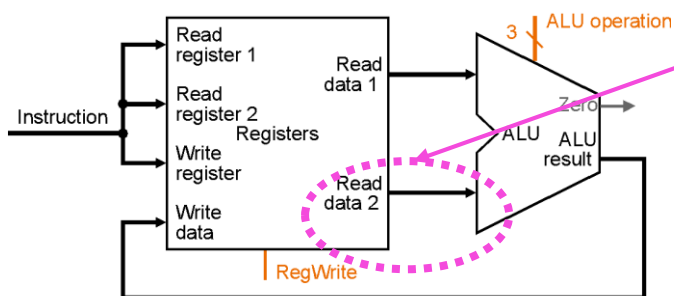 3
ALU operation
Read
register 1
Read
data 1
Read
register 2
Instruction
Registers
Zero
ALU
ALU
result
Write
register
Read
data 2
Write
data
RegWrite